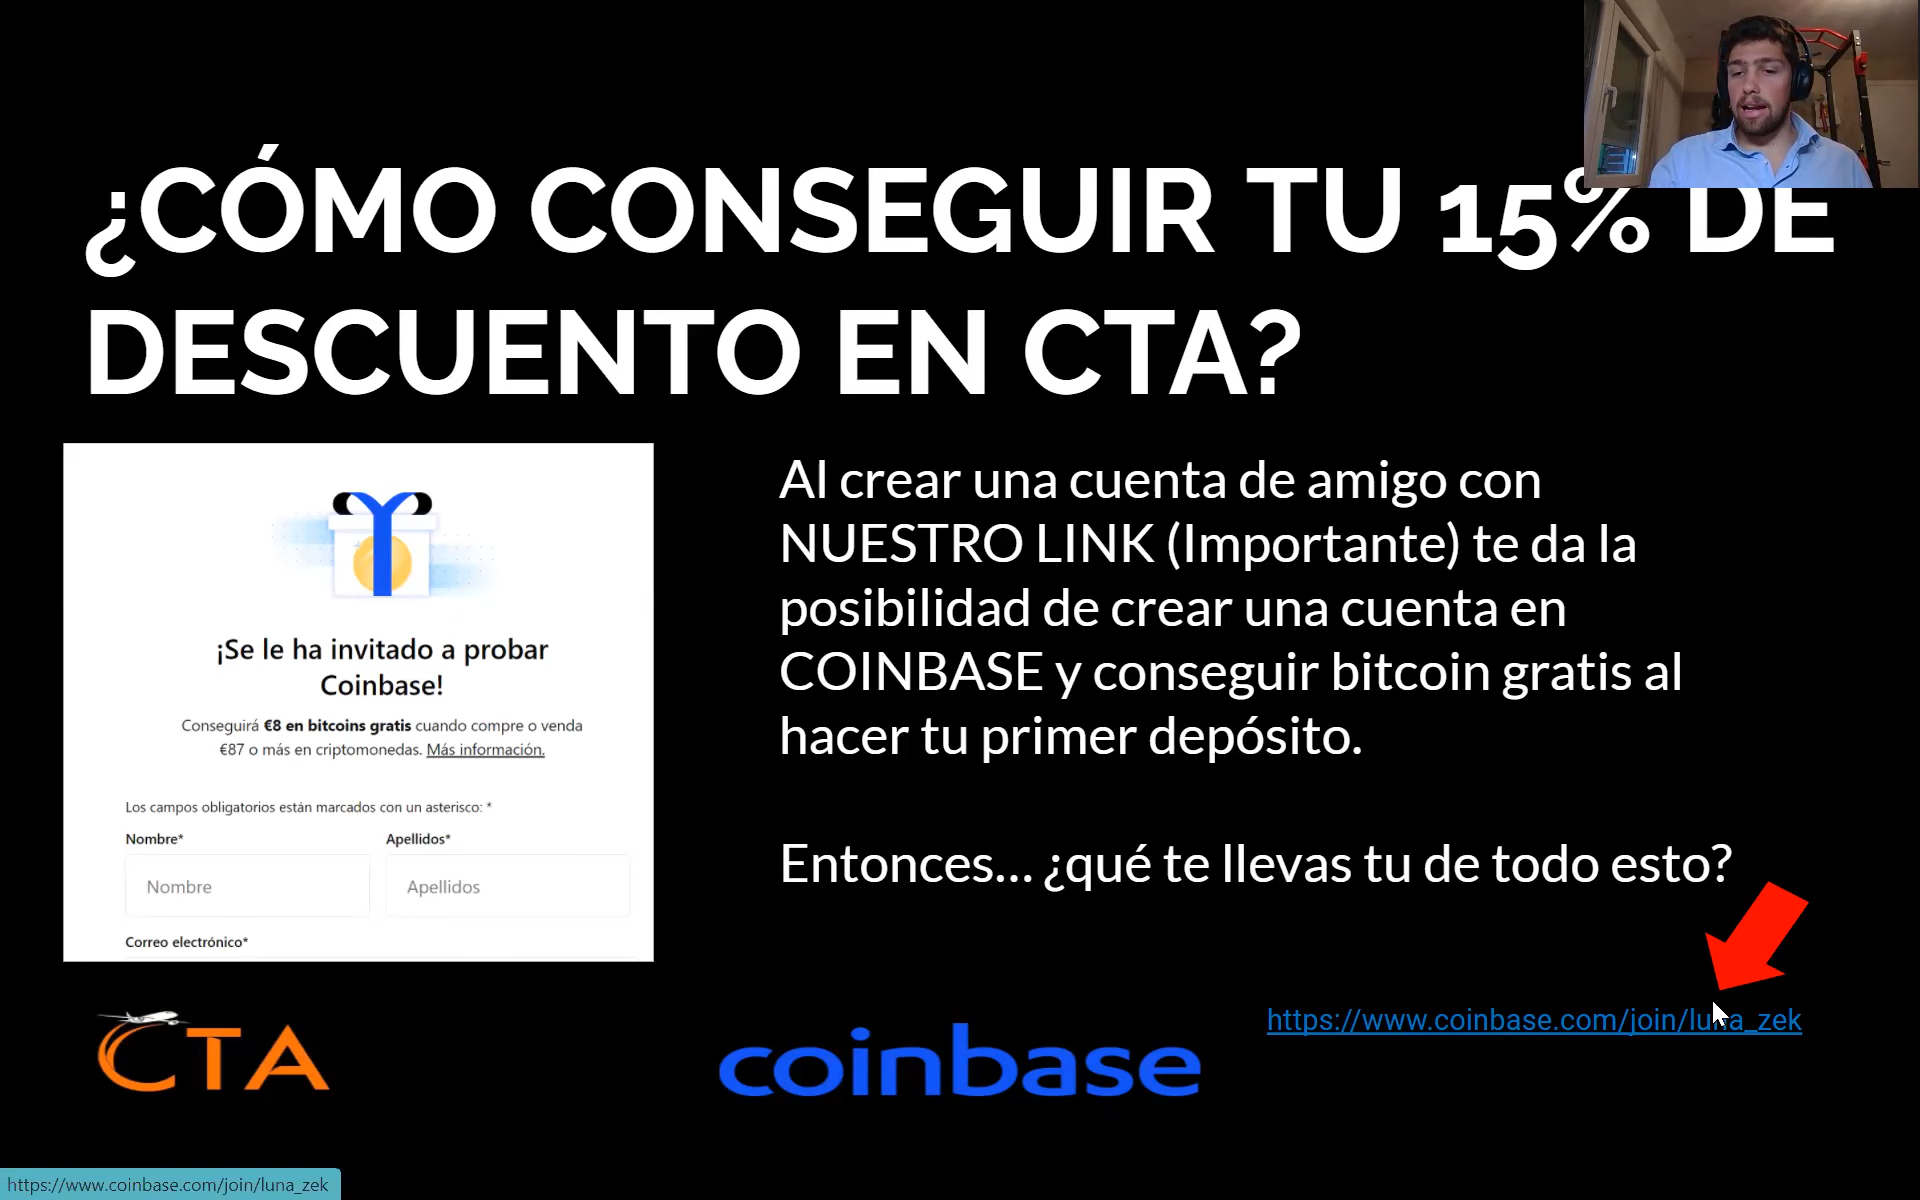 ¿CÓMO CONSEGUIR TU 15% DE
DESCUENTO EN CTA?
¡Se le ha invitado a probar
Coinbase!
Conseguirá €8 en bitcoins gratis cuando compre o venda
€87 o más en criptomonedas. Más información.
Los campos obligatorios están marcados con un asterisco: *
Nombre* Apellidos*
Nombre Apellidos
Correo electrónico*
Al crear una cuenta de amigo con
NUESTRO LINK (Importante) te da la
posibilidad de crear una cuenta en
COINBASE y conseguir bitcoin gratis al
hacer tu primer depósito.
Entonces... ¿qué te llevas tu de todo esto?
https://www.coinbase.com/join/luna_zek
CTA
coinbase
https://www.coinbase.com/join/luna_zek